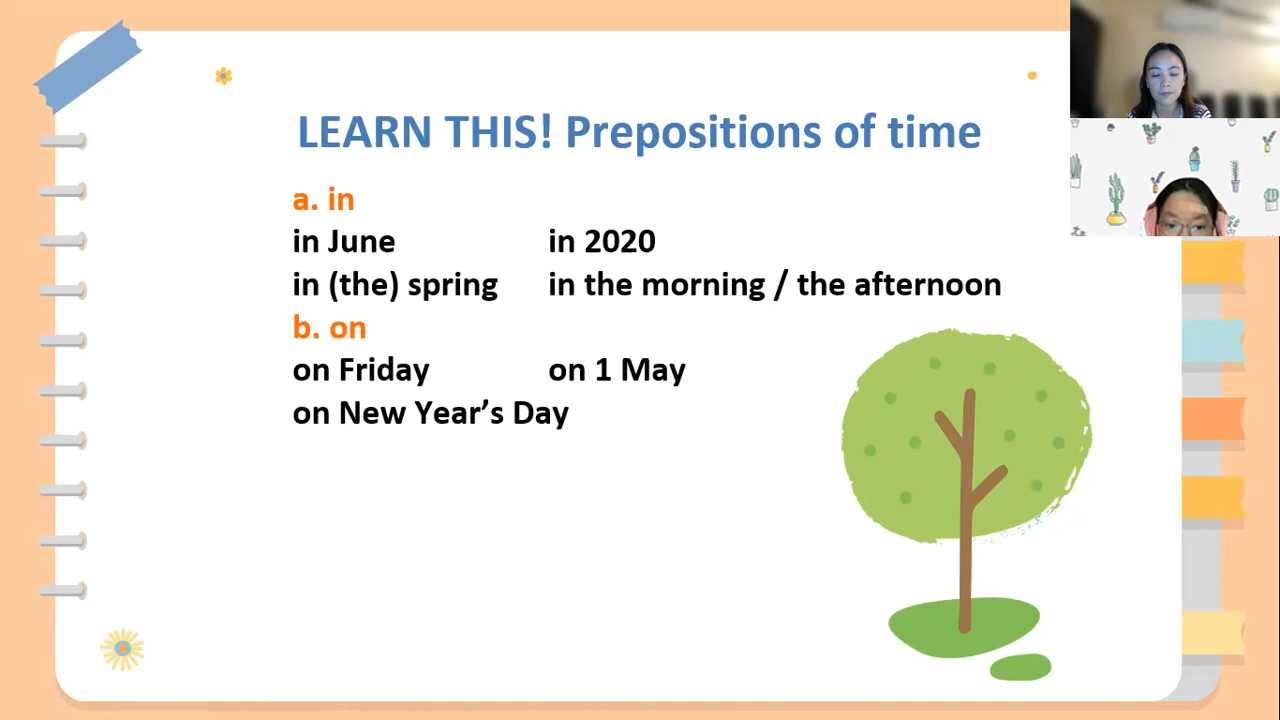 LEARN THIS! Prepositions of time
a. in
in June in 2020
in (the) spring in the morning / the afternoon
b. on
on Friday on 1 May
on New Year’s Day